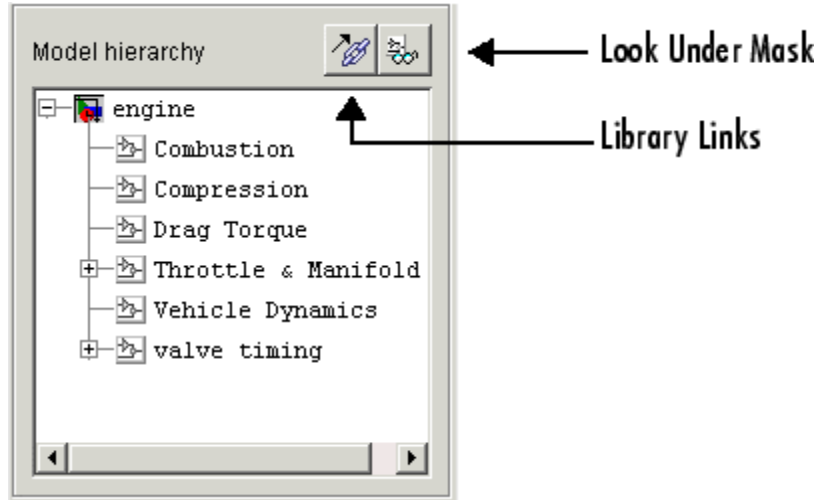 Model hierarchy
Look Under Mask
Library Links
engine
Combustion
Compression
Drag Torque
Throttle & Manifold
Vehicle Dynamics
valve timing